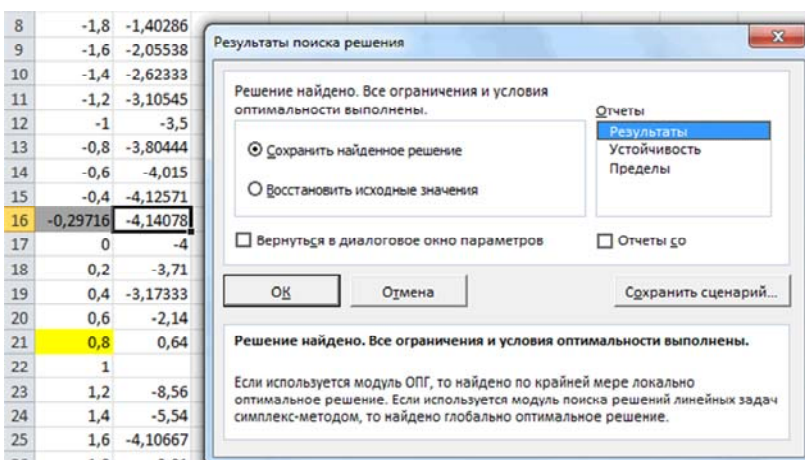 8 -1,8 -1,40286
9 -1,6 -2,05538
10 -1,4 -2,62333
11 -1,2 -3,10545
12 -1 -3,5
13 -0,8 -3,80444
14 -0,6 -4,015
15 -0,4 -4,12571
16 -0,29716 -4,14078
17 0 -4
18 0,2 -3,71
19 0,4 -3,17333
20 0,6 -2,14
21 0,8 0,64
22 1
23 1,2 -8,56
24 1,4 -5,54
25 1,6 -4,10667
Результаты поиска решения
Решение найдено. Все ограничения и условия
оптимальности выполнены.
Сохранить найденное решение
Восстановить исходные значения
Отчеты
Результаты
Устойчивость
Пределы
Вернуться в диалоговое окно параметров
Отчеты со
ОК
Отмена
Сохранить сценарий...
Решение найдено. Все ограничения и условия оптимальности выполнены.
Если используется модуль ОПГ, то найдено по крайней мере локально
оптимальное решение. Если используется модуль поиска решений линейных задач
симплекс-методом, то найдено глобально оптимальное решение.